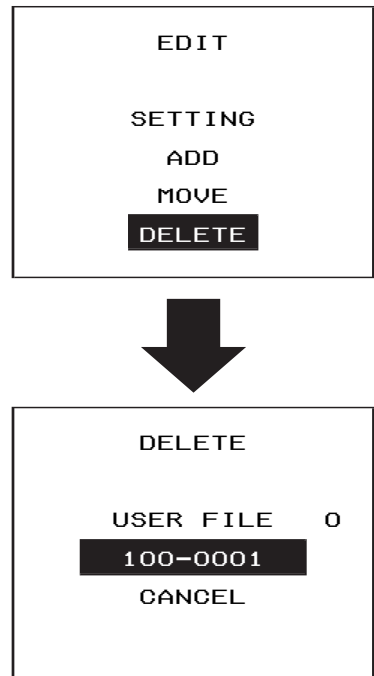 EDIT
SETTING
ADD
MOVE
DELETE
DELETE
USER FILE 0
100-0001
CANCEL